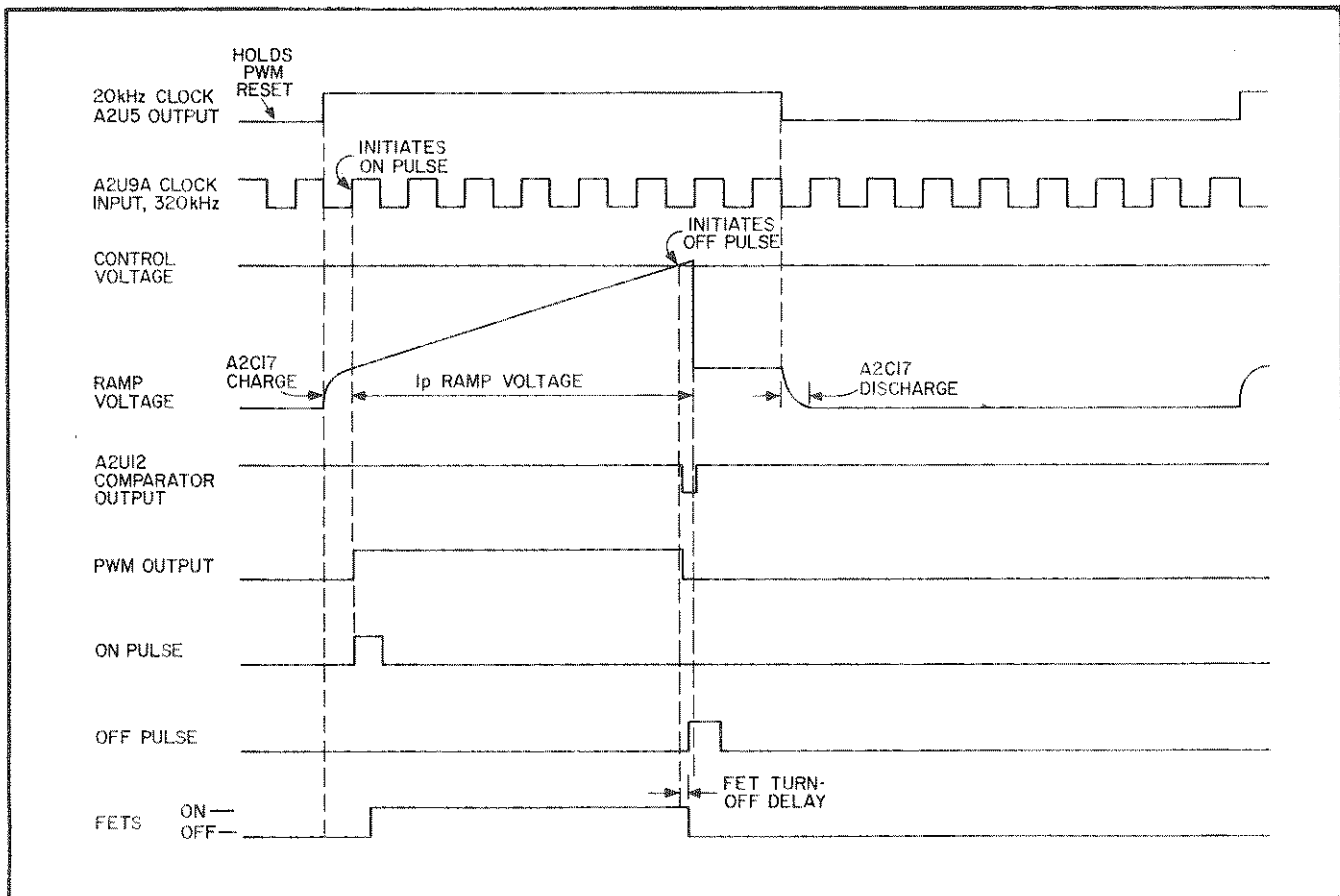 HOLDS
PWM
RESET
20kHz CLOCK
A2U5 OUTPUT
INITIATES
ON PULSE
A2U9A CLOCK
INPUT, 320kHz
INITIATES
OFF PULSE
CONTROL
VOLTAGE
A2C17
CHARGE
Ip RAMP VOLTAGE
A2C17
DISCHARGE
RAMP
VOLTAGE
A2U12
COMPARATOR
OUTPUT
PWM OUTPUT
ON PULSE
OFF PULSE
FET TURN-
OFF DELAY
FETS
ON
OFF